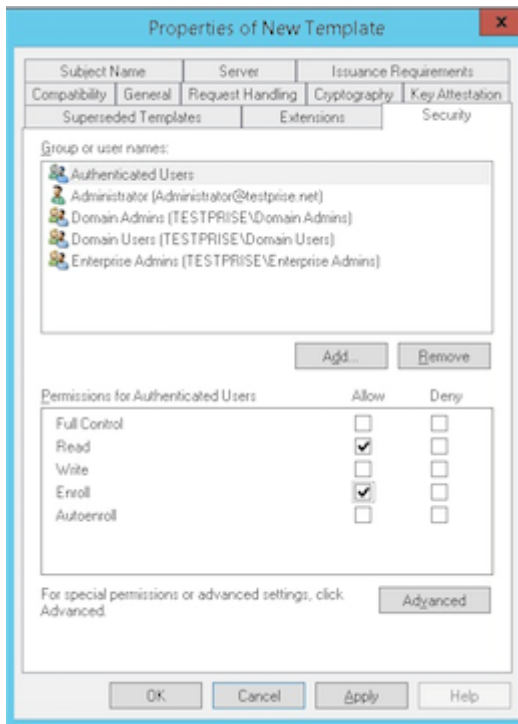 Properties of New Template
x
Subject Name Server Issuance Requirements
Compatibility General Request Handling Cryptography Key Attestation
Superseded Templates Extensions Security
Group or user names:
Authenticated Users
Administrator (Administrator@testprise.net)
Domain Admins (TESTPRISE\Domain Admins)
Domain Users (TESTPRISE\Domain Users)
Enterprise Admins (TESTPRISE\Enterprise Admins)
Add... Remove
Permissions for Authenticated Users Allow Deny
Full Control
Read
Write
Enroll
Autoenroll
For special permissions or advanced settings, click
Advanced.
Advanced
OK Cancel Apply Help